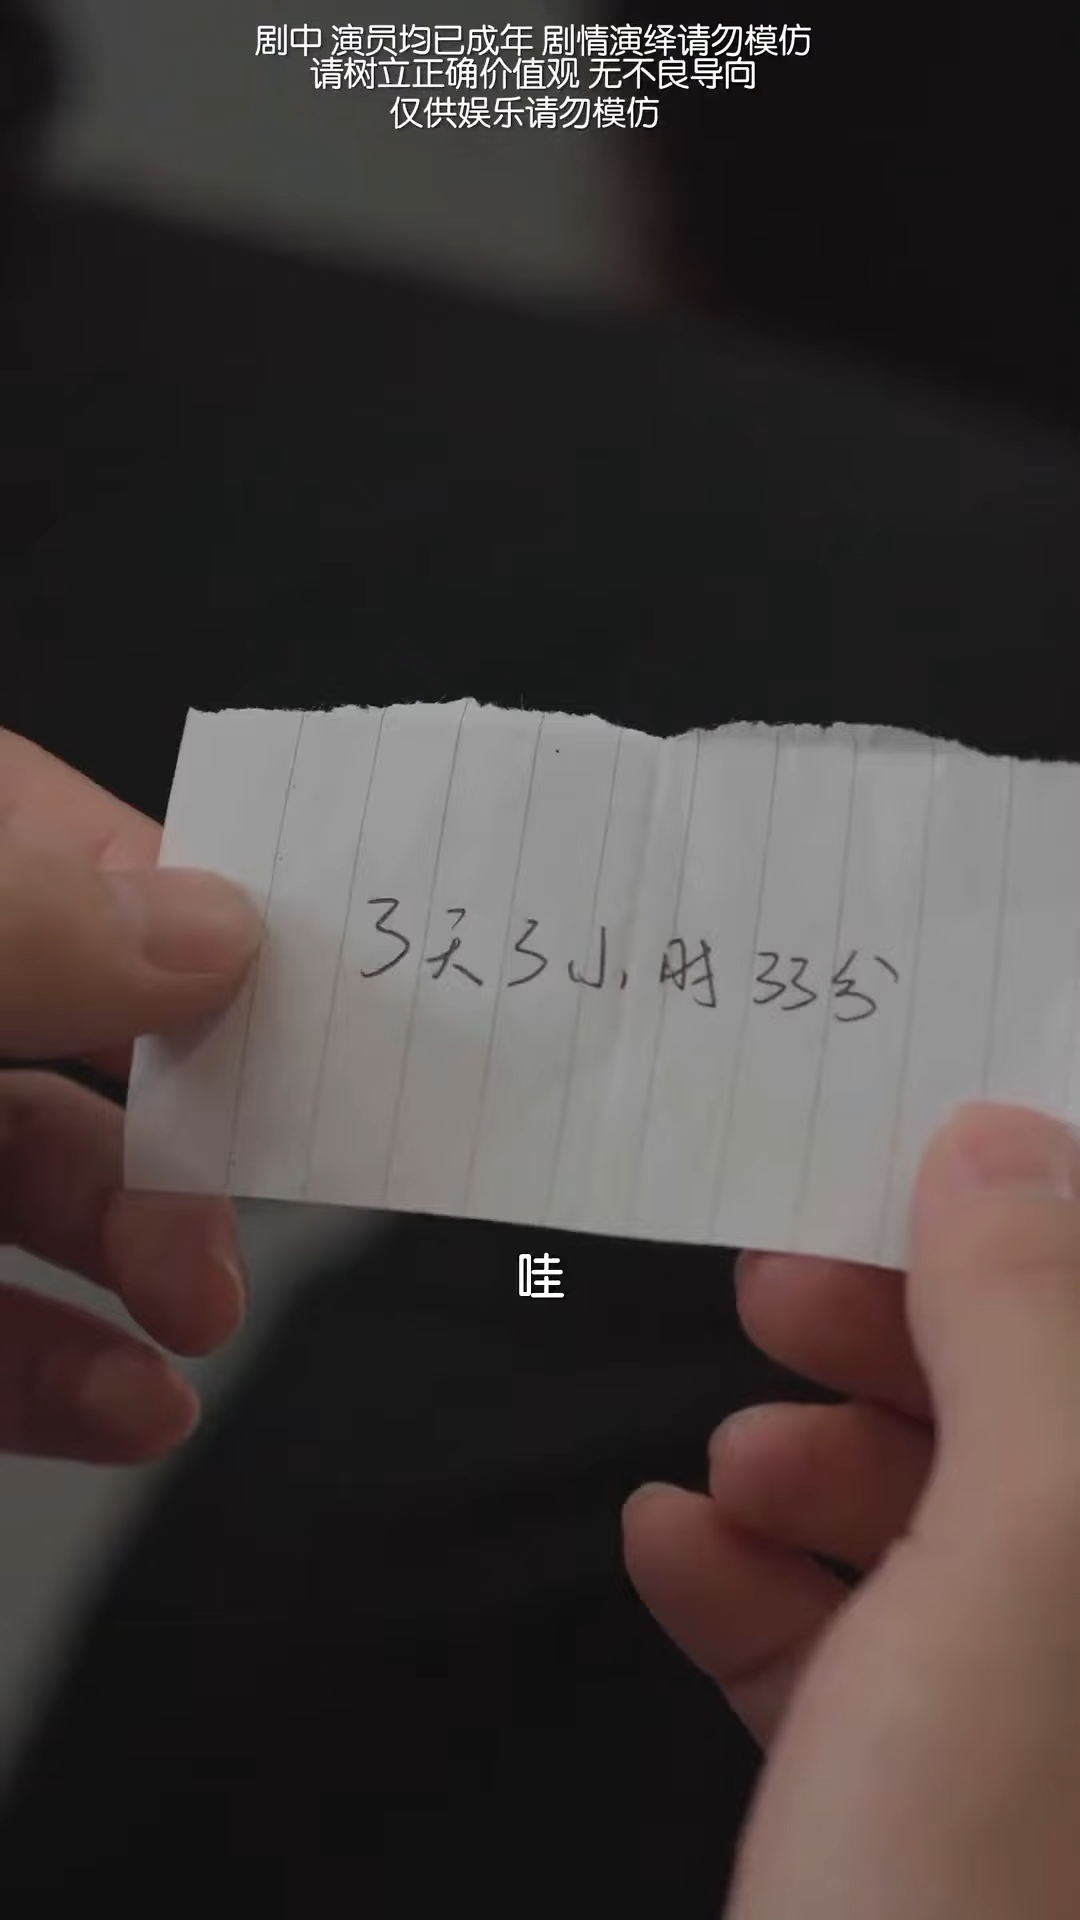 剧中 演员均已成年 剧情演绎请勿模仿
请树立正确价值观 无不良导向
仅供娱乐请勿模仿
3天3小时33分
哇